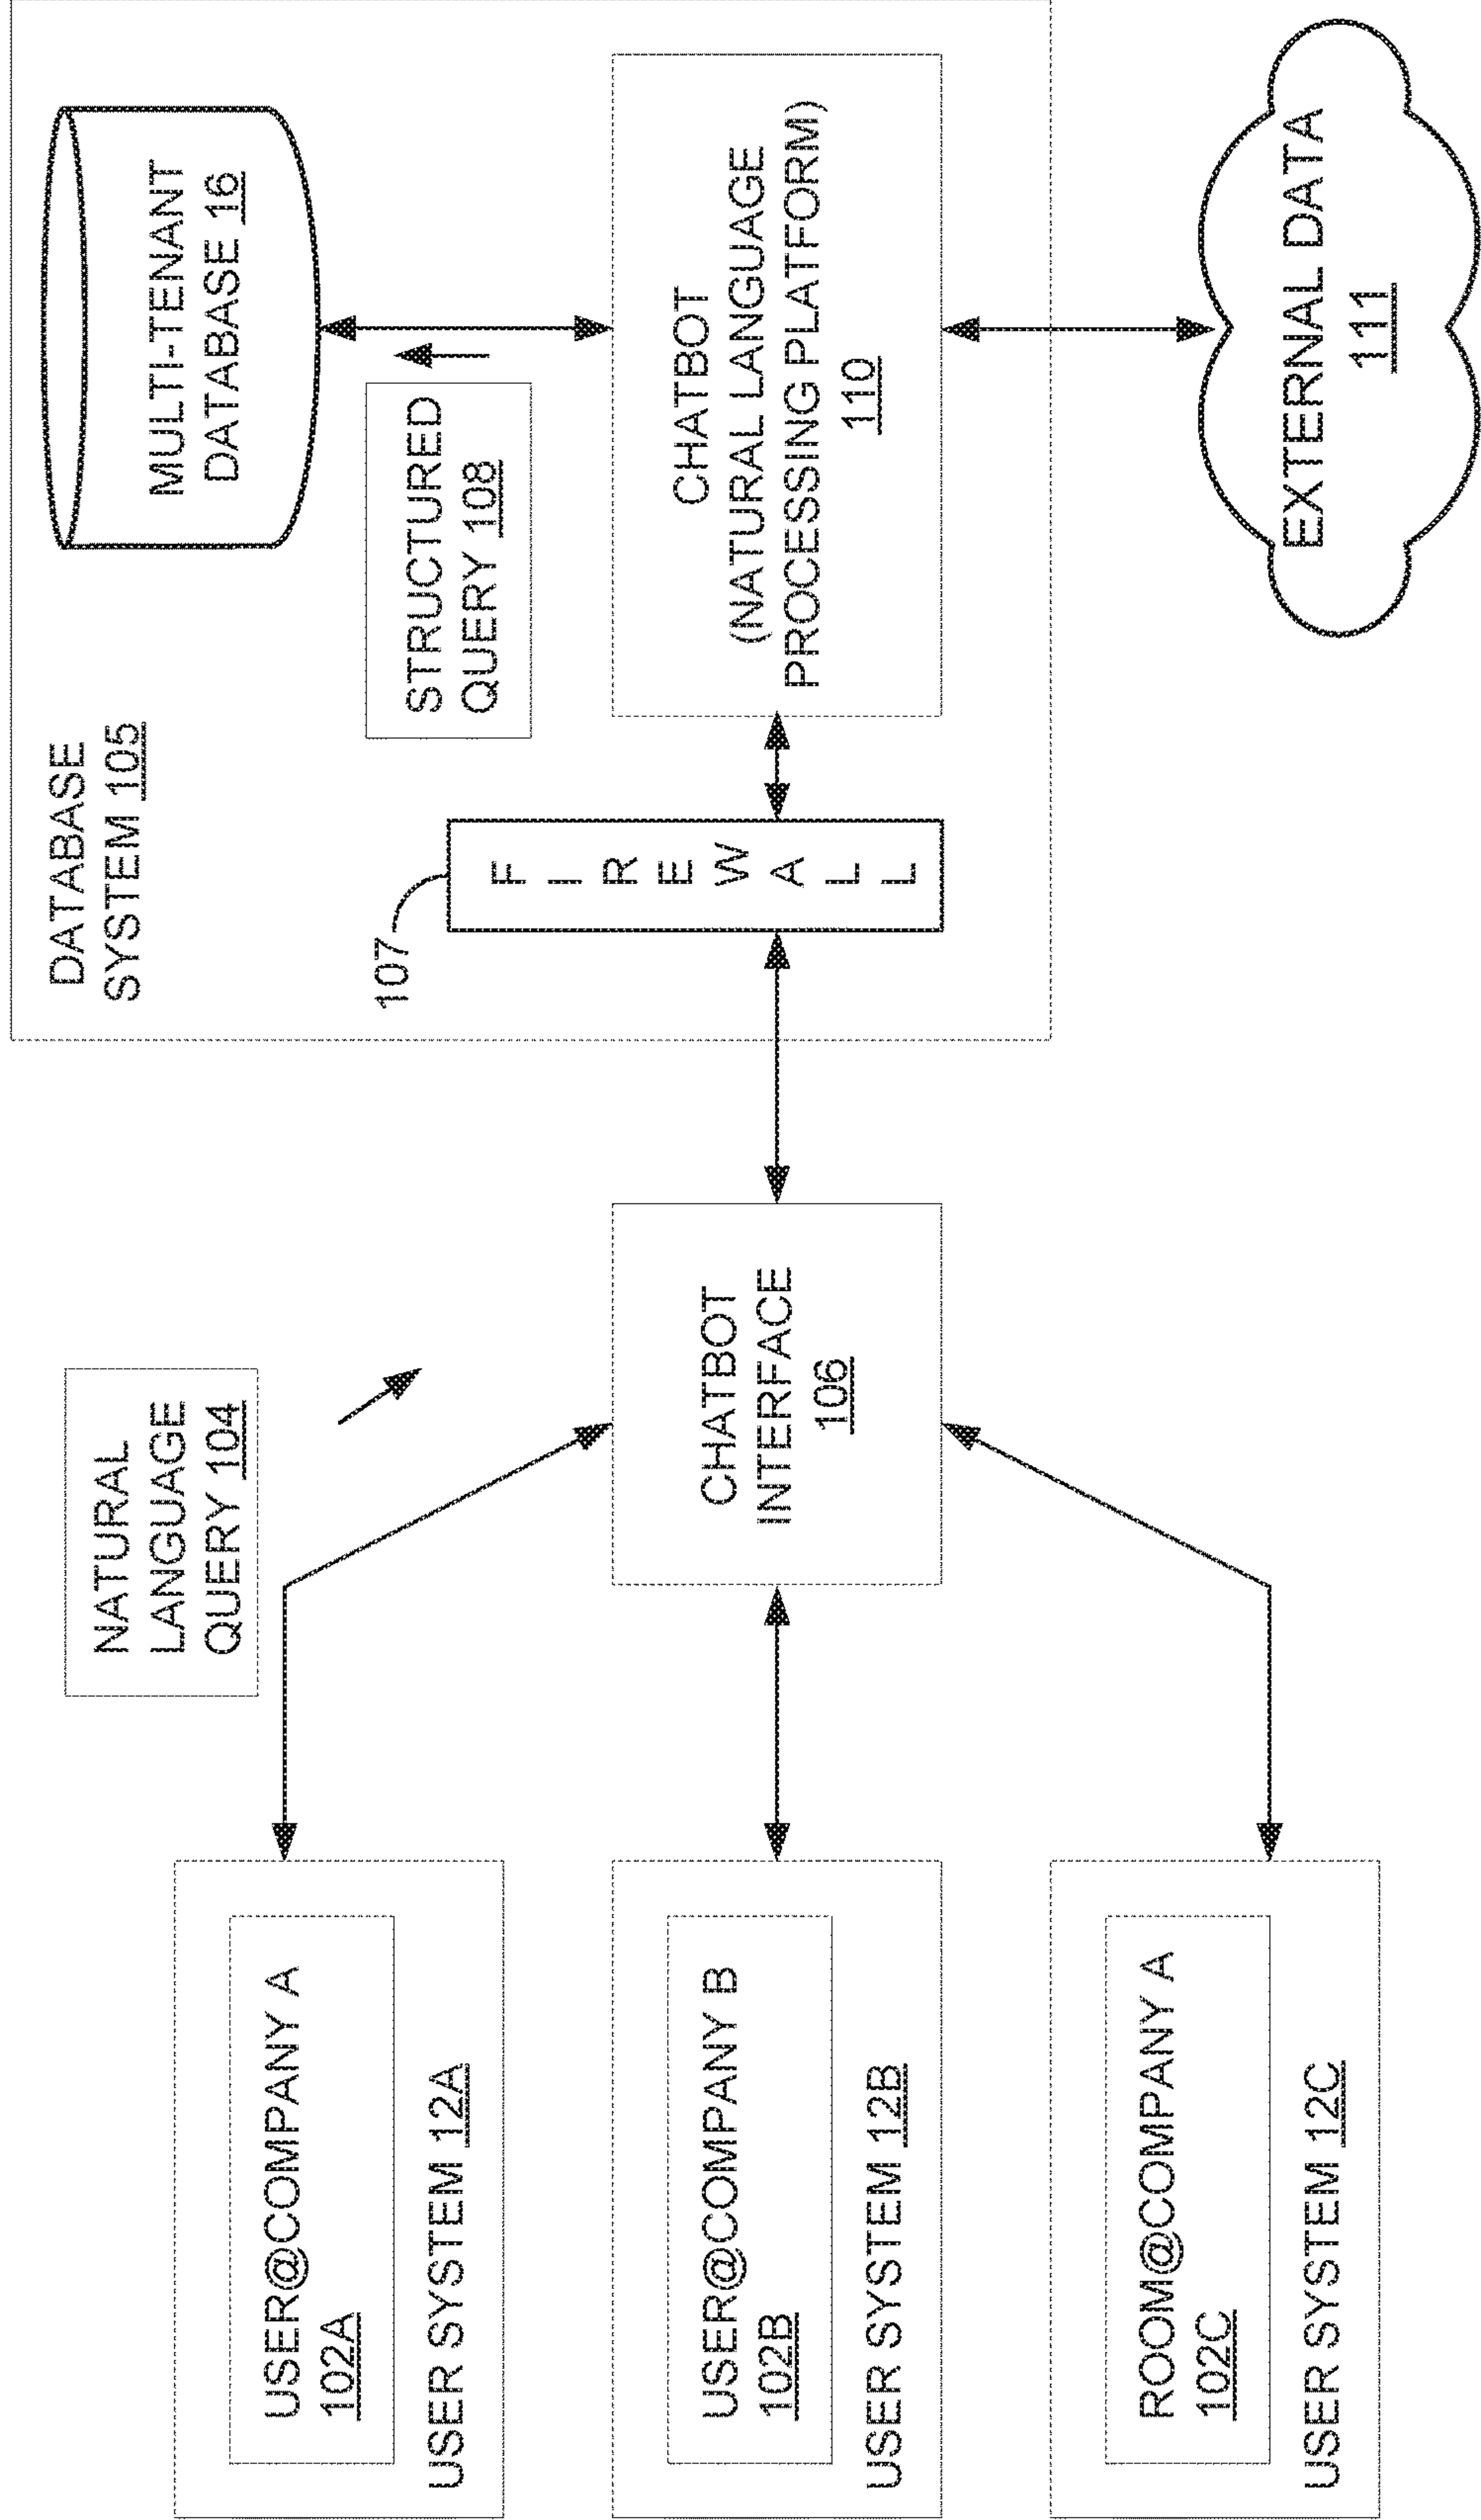 USER@COMPANY A
102A
USER SYSTEM 12A
USER@COMPANY B
102B
USER SYSTEM 12B
ROOM@COMPANY A
102C
USER SYSTEM 12C
NATURAL
LANGUAGE
QUERY 104
CHATBOT
INTERFACE
106
DATABASE
SYSTEM 105
107
FIREWALL
STRUCTURED
QUERY 108
MULTI-TENANT
DATABASE 16
CHATBOT
(NATURAL LANGUAGE
PROCESSING PLATFORM)
110
EXTERNAL DATA
111